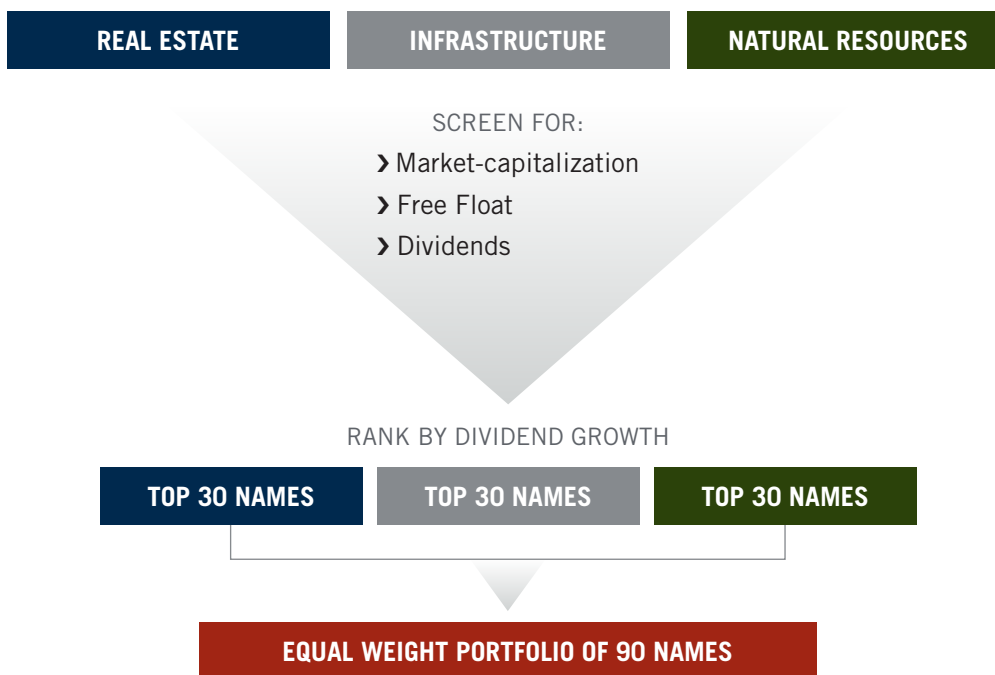 REAL ESTATE
INFRASTRUCTURE
NATURAL RESOURCES
SCREEN FOR:
› Market-capitalization
› Free Float
› Dividends
RANK BY DIVIDEND GROWTH
TOP 30 NAMES
TOP 30 NAMES
TOP 30 NAMES
EQUAL WEIGHT PORTFOLIO OF 90 NAMES